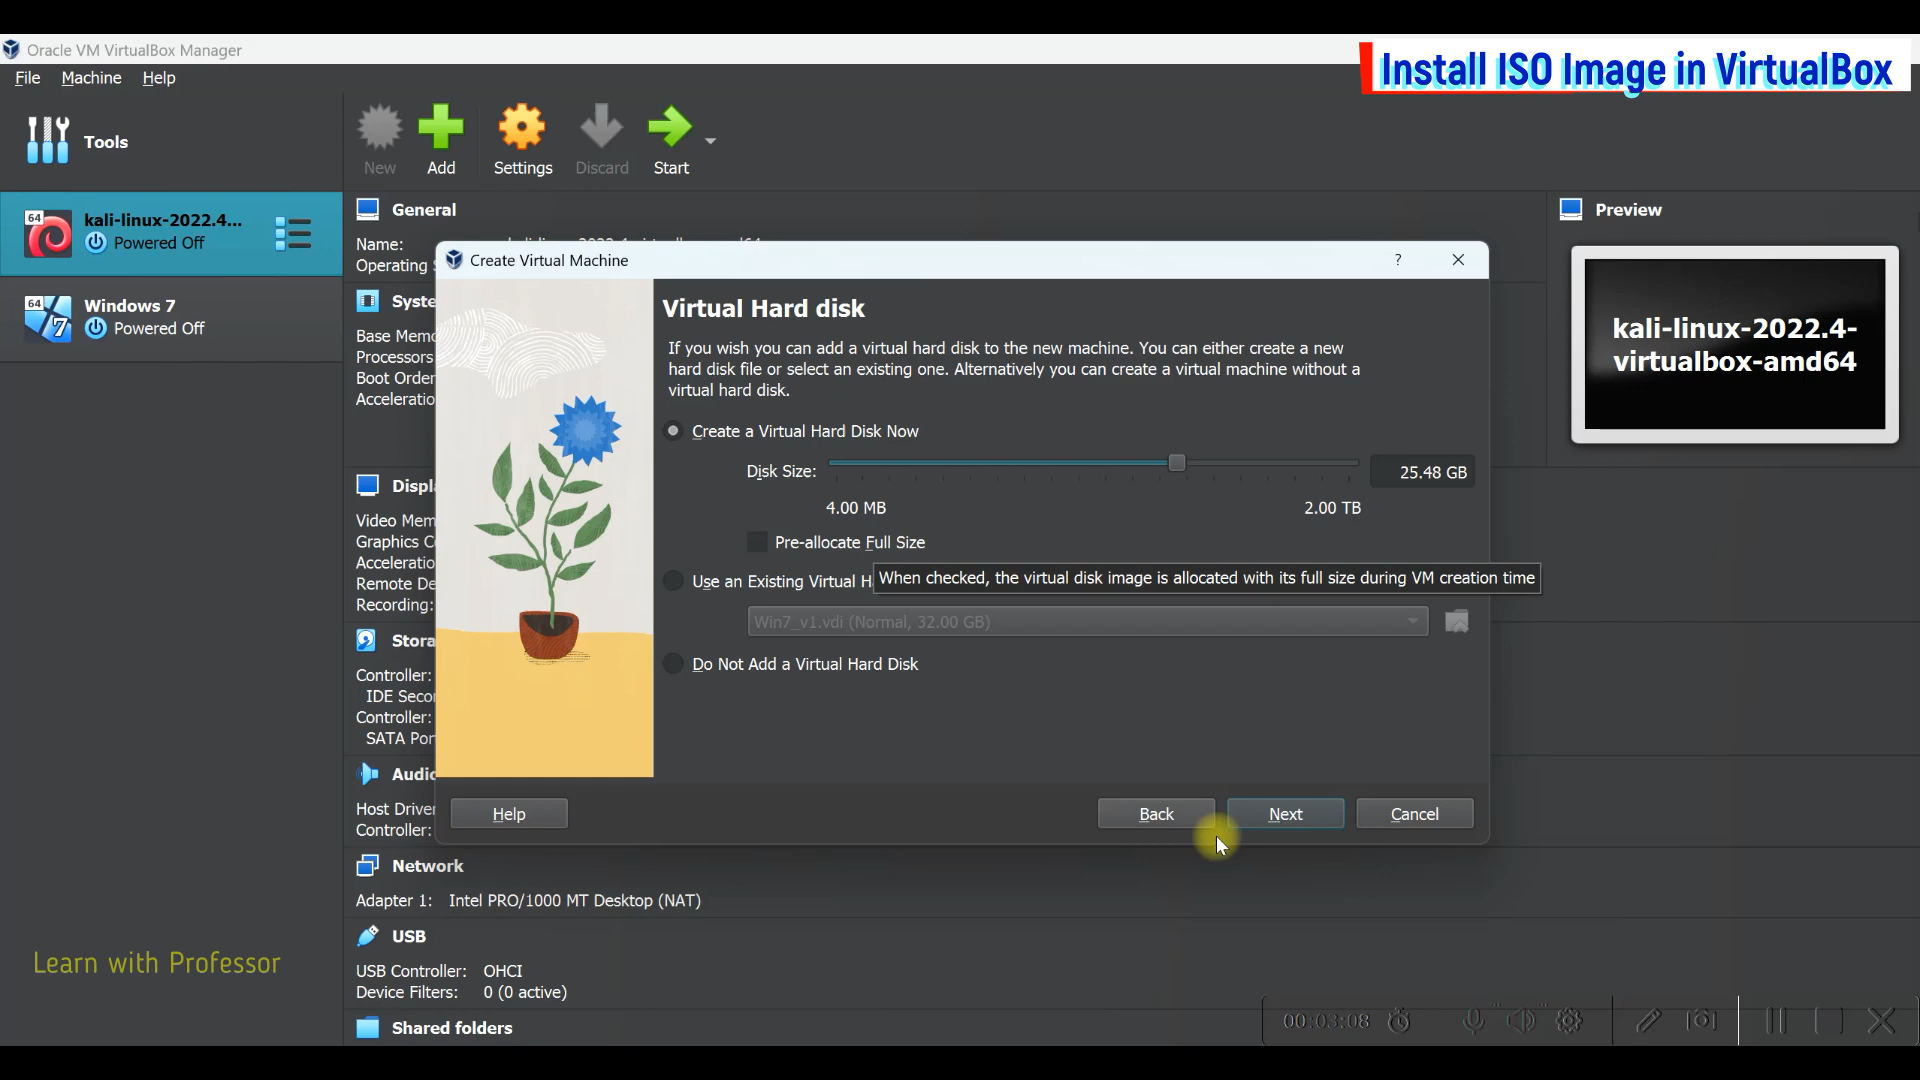 Oracle VM VirtualBox Manager
Install ISO Image in VirtualBox
File Machine Help
Tools
New Add Settings Discard Start
64 kali-linux-2022.4...
Powered Off
64 Windows 7
Powered Off
7
General
Preview
Name:
Operating
kali-linux-2022.4-
virtualbox-amd64
Create Virtual Machine ?
Syste
Base Memo
Processors
Boot Order
Acceleratio
Displa
Video Mem
Graphics C
Acceleratio
Remote De
Recording:
Stora
Controller:
IDE Secor
Controller:
SATA Por
Audio
Host Driver
Controller:
Virtual Hard disk
If you wish you can add a virtual hard disk to the new machine. You can either create a new
hard disk file or select an existing one. Alternatively you can create a virtual machine without a
virtual hard disk.
Create a Virtual Hard Disk Now
Disk Size: 25.48 GB
4.00 MB 2.00 TB
Pre-allocate Full Size
Use an Existing Virtual H
When checked, the virtual disk image is allocated with its full size during VM creation time
Win7_v1.vdi (Normal, 32.00 GB)
Do Not Add a Virtual Hard Disk
Help Back Next Cancel
Network
Adapter 1: Intel PRO/1000 MT Desktop (NAT)
USB
USB Controller: OHCI
Device Filters: 0 (0 active)
Shared folders
Learn with Professor
00:03:08